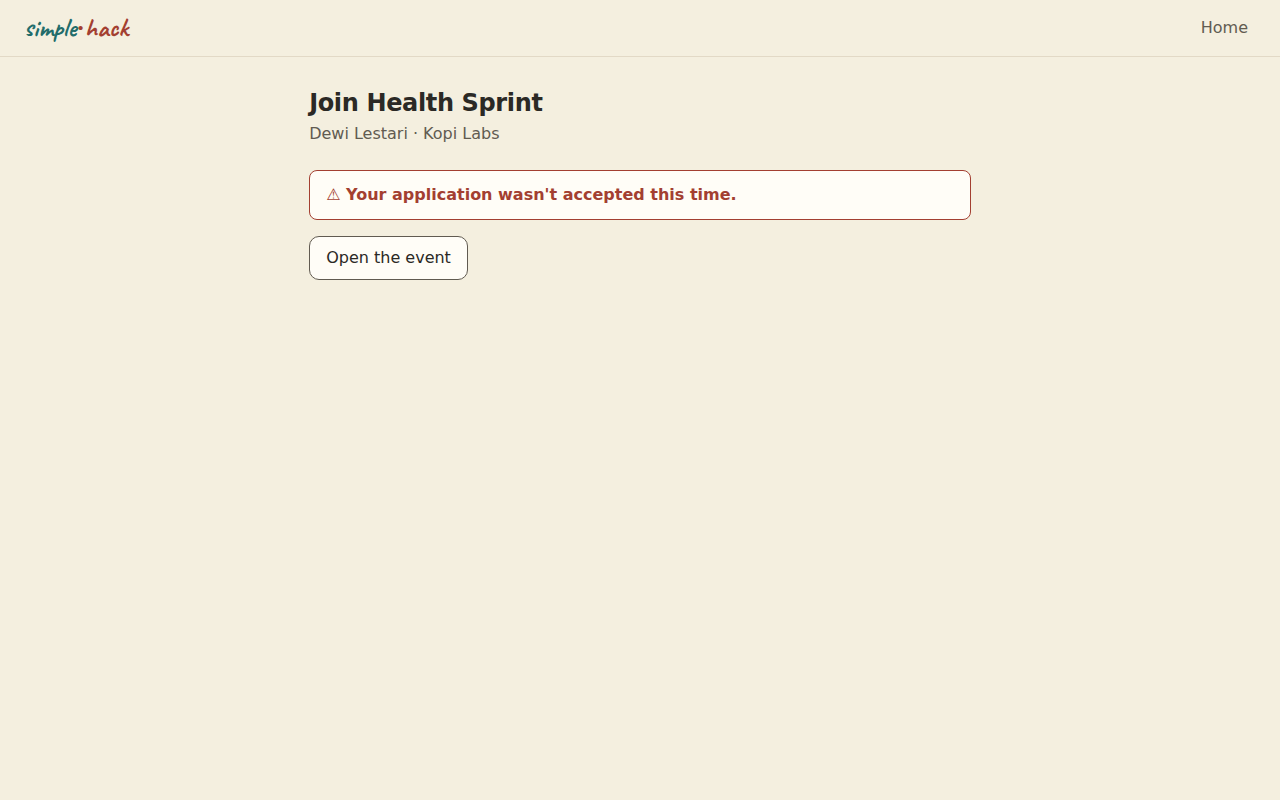 simple·hack
Home
Join Health Sprint
Dewi Lestari · Kopi Labs
⚠ Your application wasn't accepted this time.
Open the event